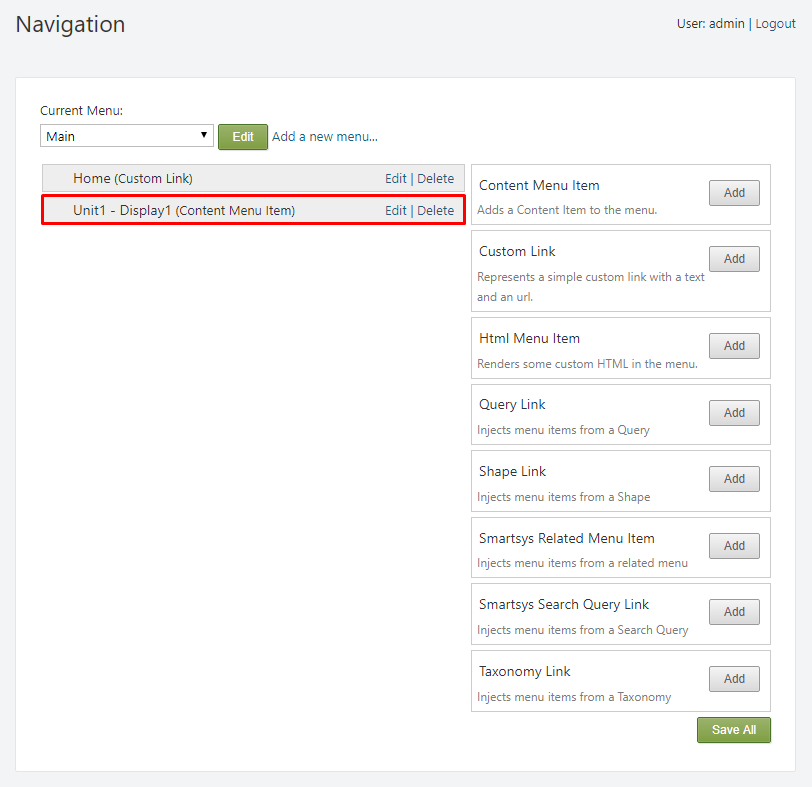 Navigation
User: admin | Logout
Current Menu:
Main
Edit
Add a new menu...
Home (Custom Link)
Edit | Delete
Unit1 - Display1 (Content Menu Item)
Edit | Delete
Content Menu Item
Add
Adds a Content Item to the menu.
Custom Link
Add
Represents a simple custom link with a text
and an url.
Html Menu Item
Add
Renders some custom HTML in the menu.
Query Link
Add
Injects menu items from a Query
Shape Link
Add
Injects menu items from a Shape
Smartsys Related Menu Item
Add
Injects menu items from a related menu
Smartsys Search Query Link
Add
Injects menu items from a Search Query
Taxonomy Link
Add
Injects menu items from a Taxonomy
Save All